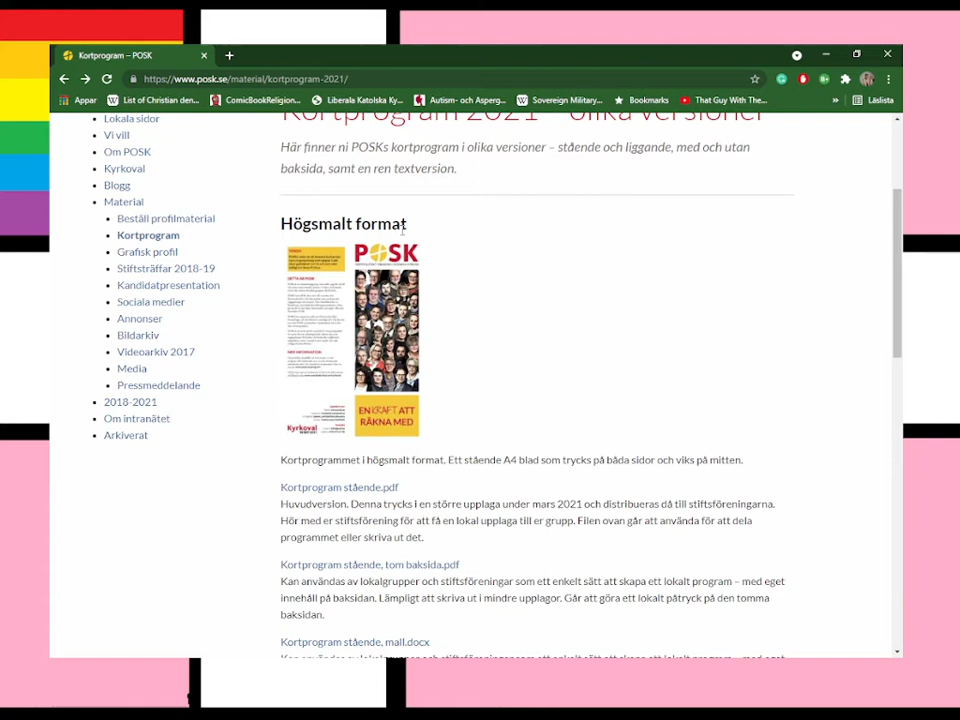 Kortprogram – POSK
https://www.posk.se/material/kortprogram-2021/
Appar
List of Christian den...
ComicBookReligion...
Liberala Katolska Ky...
Autism- och Asperg...
Sovereign Military...
Bookmarks
That Guy With The...
»
Läslista
Lokala sidor
Vi vill
Om POSK
Kyrkoval
Blogg
Material
Beställ profilmaterial
Kortprogram
Grafisk profil
Stiftsträffar 2018-19
Kandidatpresentation
Sociala medier
Annonser
Bildarkiv
Videoarkiv 2017
Media
Pressmeddelande
2018-2021
Om intranätet
Arkiverat
Kortprogram 2021 – olika versioner
Här finner ni POSKs kortprogram i olika versioner – stående och liggande, med och utan
baksida, samt en ren textversion.
Högsmalt format
POSK
EN KRAFT ATT
RÄKNA MED
Kyrkoval
Kortprogrammet i högsmalt format. Ett stående A4 blad som trycks på båda sidor och viks på mitten.
Kortprogram stående.pdf
Huvudversion. Denna trycks i en större upplaga under mars 2021 och distribueras då till stiftsföreningarna.
Hör med er stiftsförening för att få en lokal upplaga till er grupp. Filen ovan går att använda för att dela
programmet eller skriva ut det.
Kortprogram stående, tom baksida.pdf
Kan användas av lokalgrupper och stiftsföreningar som ett enkelt sätt att skapa ett lokalt program – med eget
innehåll på baksidan. Lämpligt att skriva ut i mindre upplagor. Går att göra ett lokalt påtryck på den tomma
baksidan.
Kortprogram stående, mall.docx